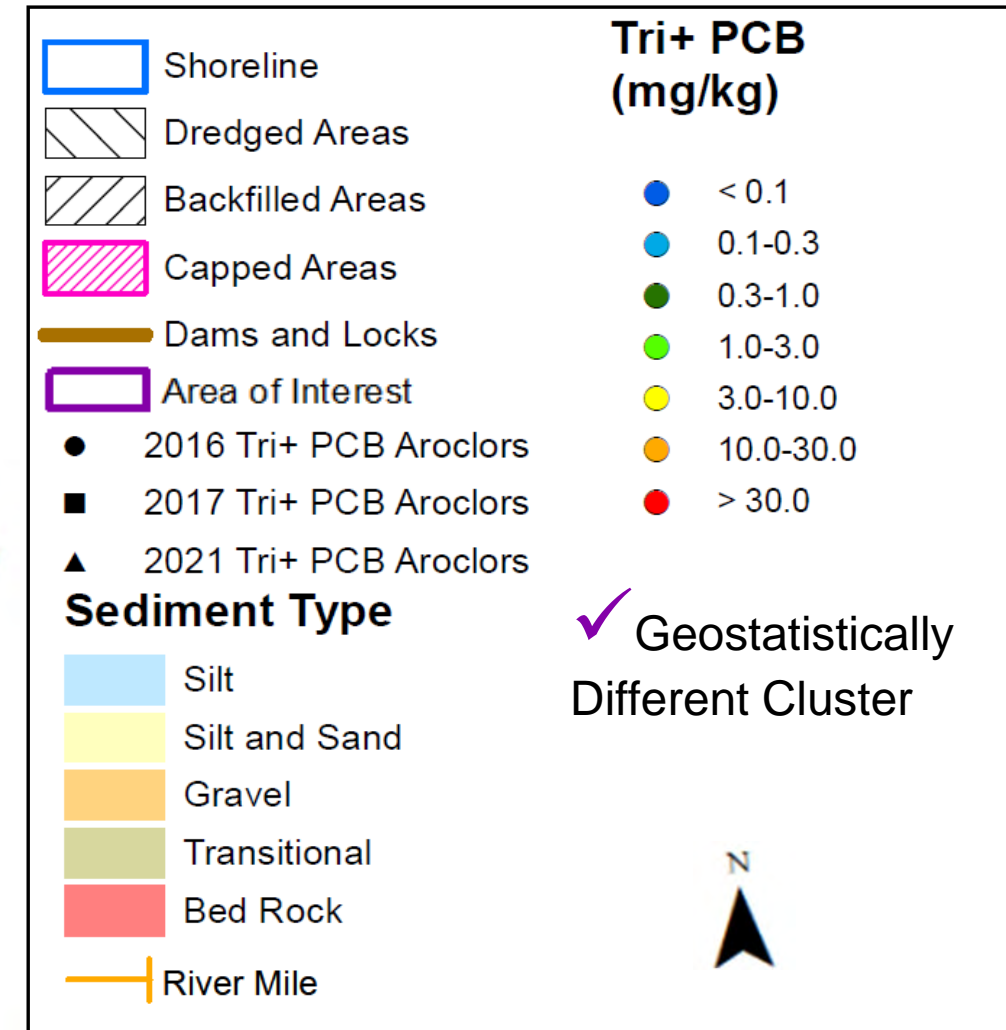 Shoreline
Dredged Areas
Backfilled Areas
Capped Areas
Dams and Locks
Area of Interest
2016 Tri+ PCB Aroclors
2017 Tri+ PCB Aroclors
2021 Tri+ PCB Aroclors
Tri+ PCB
(mg/kg)
< 0.1
0.1-0.3
0.3-1.0
1.0-3.0
3.0-10.0
10.0-30.0
> 30.0
Sediment Type
Silt
Silt and Sand
Gravel
Transitional
Bed Rock
River Mile
Geostatistically
Different Cluster
N